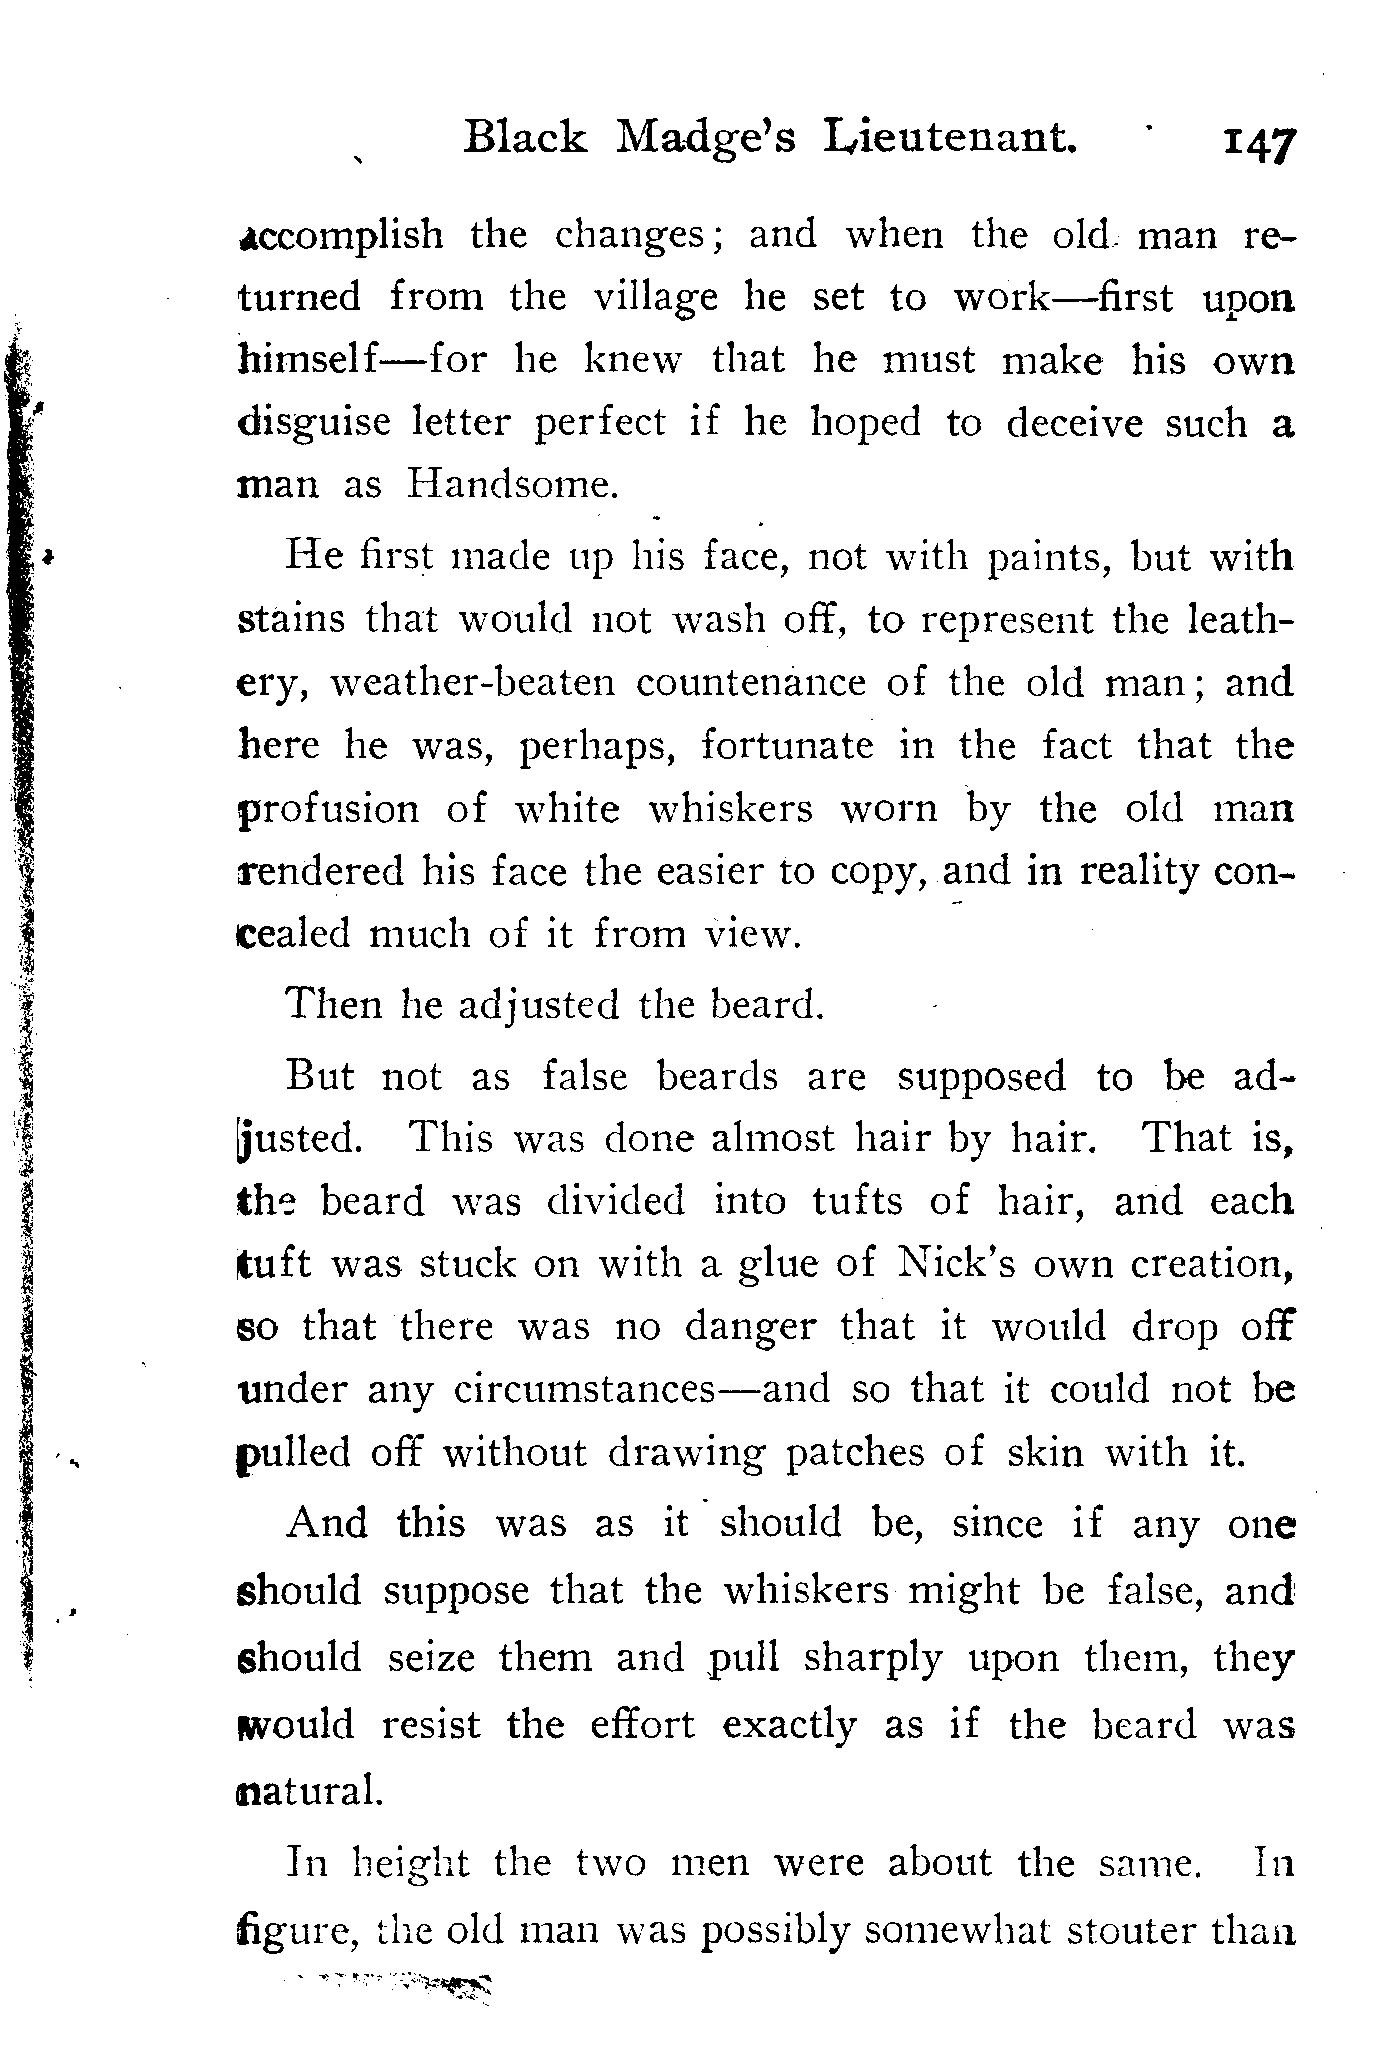 Black Madge's Lieutenant. 147
accomplish the changes; and when the old man re-
turned from the village he set to work—first upon
himself—for he knew that he must make his own
disguise letter perfect if he hoped to deceive such a
man as Handsome.
He first made up his face, not with paints, but with
stains that would not wash off, to represent the leath-
ery, weather-beaten countenance of the old man; and
here he was, perhaps, fortunate in the fact that the
profusion of white whiskers worn by the old man
rendered his face the easier to copy, and in reality con-
cealed much of it from view.
Then he adjusted the beard.
But not as false beards are supposed to be ad-
justed. This was done almost hair by hair. That is,
the beard was divided into tufts of hair, and each
tuft was stuck on with a glue of Nick's own creation,
so that there was no danger that it would drop off
under any circumstances—and so that it could not be
pulled off without drawing patches of skin with it.
And this was as it should be, since if any one
should suppose that the whiskers might be false, and
should seize them and pull sharply upon them, they
would resist the effort exactly as if the beard was
natural.
In height the two men were about the same. In
figure, the old man was possibly somewhat stouter than